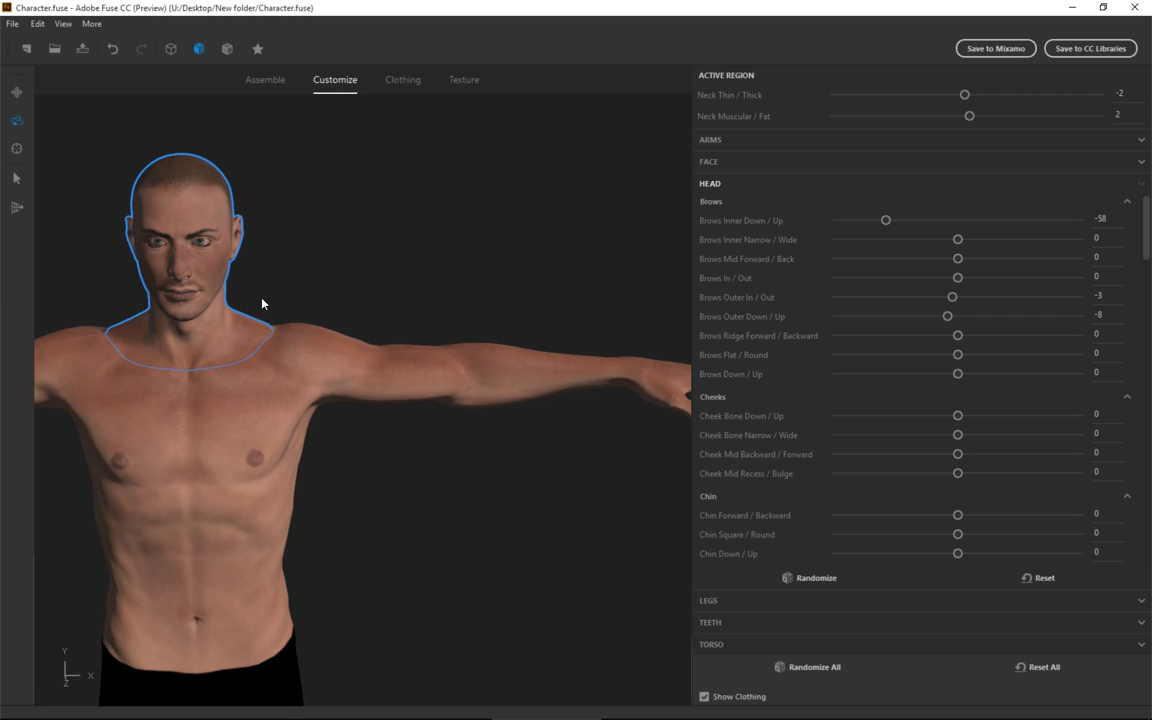 Character.fuse - Adobe Fuse CC (Preview) (U:/Desktop/New folder/Character.fuse)
File Edit View More
Save to Mixamo Save to CC Libraries
Assemble Customize Clothing Texture
ACTIVE REGION
Neck Thin / Thick -2
Neck Muscular / Fat 2
ARMS
FACE
HEAD
Brows
Brows Inner Down / Up -58
Brows Inner Narrow / Wide 0
Brows Mid Forward / Back 0
Brows In / Out 0
Brows Outer In / Out -3
Brows Outer Down / Up -8
Brows Ridge Forward / Backward 0
Brows Flat / Round 0
Brows Down / Up 0
Cheeks
Cheek Bone Down / Up 0
Cheek Bone Narrow / Wide 0
Cheek Mid Backward / Forward 0
Cheek Mid Recess / Bulge 0
Chin
Chin Forward / Backward 0
Chin Square / Round 0
Chin Down / Up 0
Randomize Reset
LEGS
TEETH
TORSO
Randomize All Reset All
Show Clothing
Y
X
Z